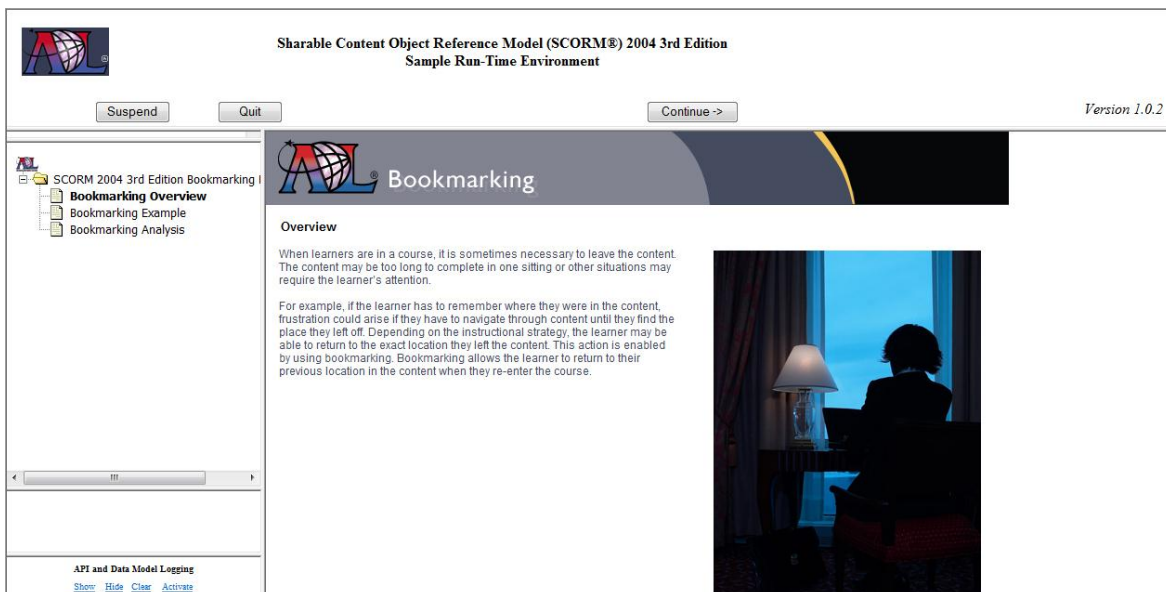 Sharable Content Object Reference Model (SCORM®) 2004 3rd Edition
Sample Run-Time Environment
Suspend
Quit
Continue ->
Version 1.0.2
SCORM 2004 3rd Edition Bookmarking
Bookmarking Overview
Bookmarking Example
Bookmarking Analysis
API and Data Model Logging
Show Hide Clear Activate
ADL® Bookmarking
Overview
When learners are in a course, it is sometimes necessary to leave the content.
The content may be too long to complete in one sitting or other situations may
require the learner's attention.
For example, if the learner has to remember where they were in the content,
frustration could arise if they have to navigate through content until they find the
place they left off. Depending on the instructional strategy, the learner may be
able to return to the exact location they left the content. This action is enabled
by using bookmarking. Bookmarking allows the learner to return to their
previous location in the content when they re-enter the course.